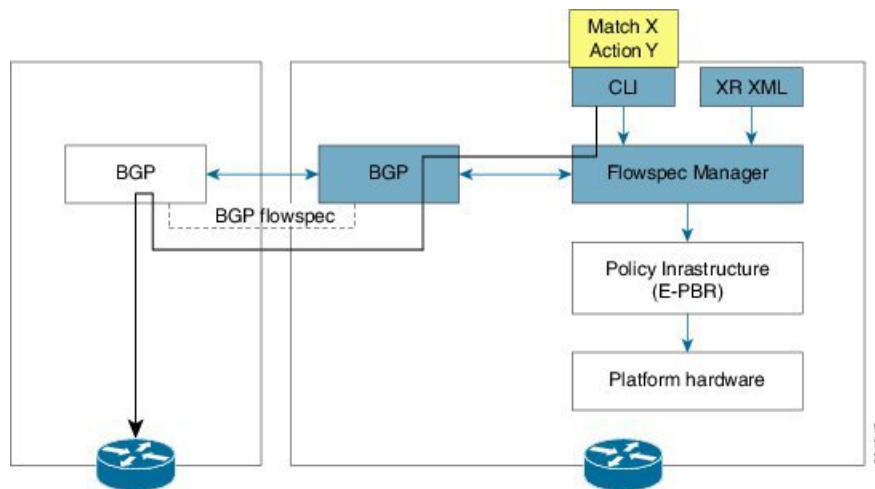 Match X
Action Y
CLI
XR XML
BGP
BGP
Flowspec Manager
BGP flowspec
Policy Inrastructure
(E-PBR)
Platform hardware